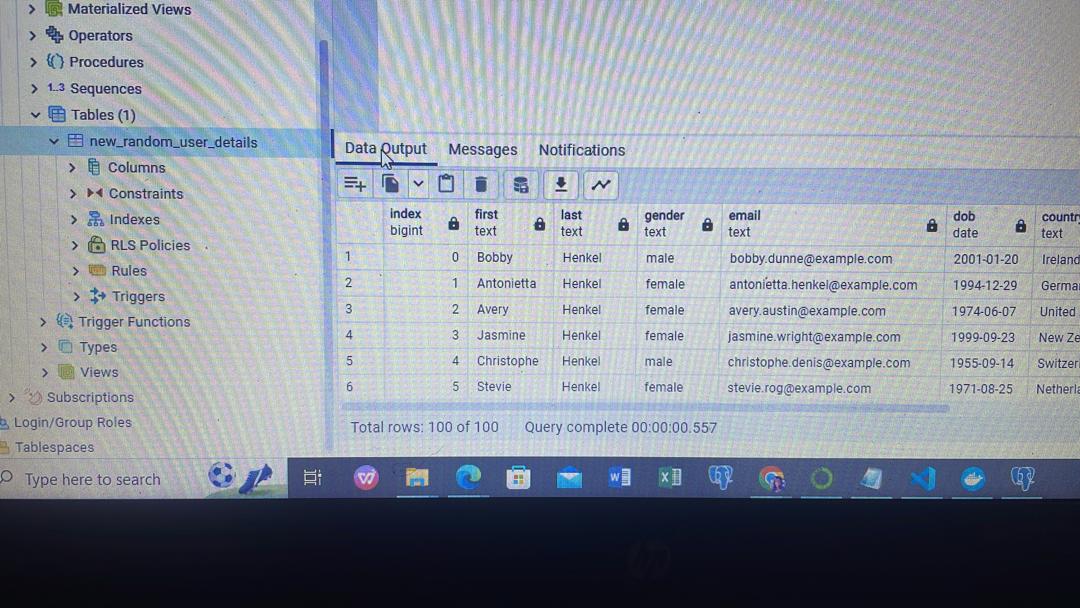 Materialized Views
Operators
Procedures
1..3 Sequences
Tables (1)
new_random_user_details
Columns
Constraints
Indexes
RLS Policies
Rules
Triggers
Trigger Functions
Types
Views
Subscriptions
Login/Group Roles
Tablespaces
Data Output Messages Notifications
index first last gender email dob country
bigint text text text text date text
1 0 Bobby Henkel male bobby.dunne@example.com 2001-01-20 Ireland
2 1 Antonietta Henkel female antonietta.henkel@example.com 1994-12-29 German
3 2 Avery Henkel female avery.austin@example.com 1974-06-07 United
4 3 Jasmine Henkel female jasmine.wright@example.com 1999-09-23 New Ze
5 4 Christophe Henkel male christophe.denis@example.com 1955-09-14 Switzer
6 5 Stevie Henkel female stevie.rog@example.com 1971-08-25 Netherla
Total rows: 100 of 100 Query complete 00:00:00.557
Type here to search
hp